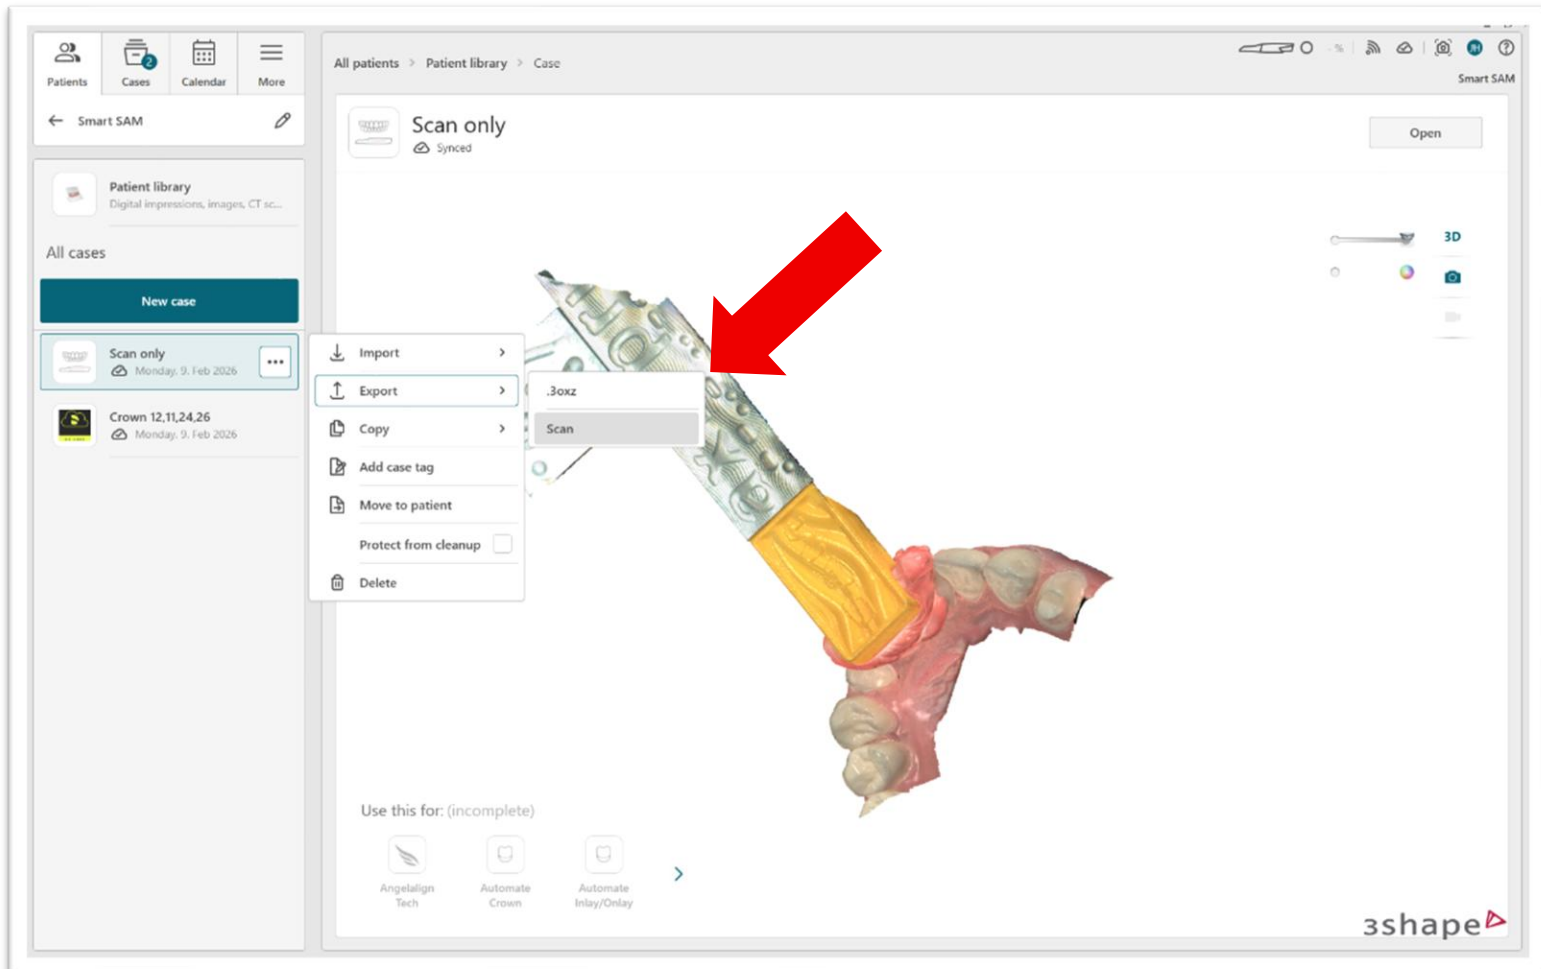 Patients
Cases
2
Calendar
More
Smart SAM
Patient library
Digital impressions, images, CT sc...
All cases
New case
Scan only
Monday, 9. Feb 2026
Crown 12,11,24,26
Monday, 9. Feb 2026
All patients > Patient library > Case
- %
JH
Smart SAM
Scan only
Synced
Open
3D
Import
Export
Copy
Add case tag
Move to patient
Protect from cleanup
Delete
.3oxz
Scan
Use this for: (incomplete)
Angelalign
Tech
Automate
Crown
Automate
Inlay/Onlay
3shape